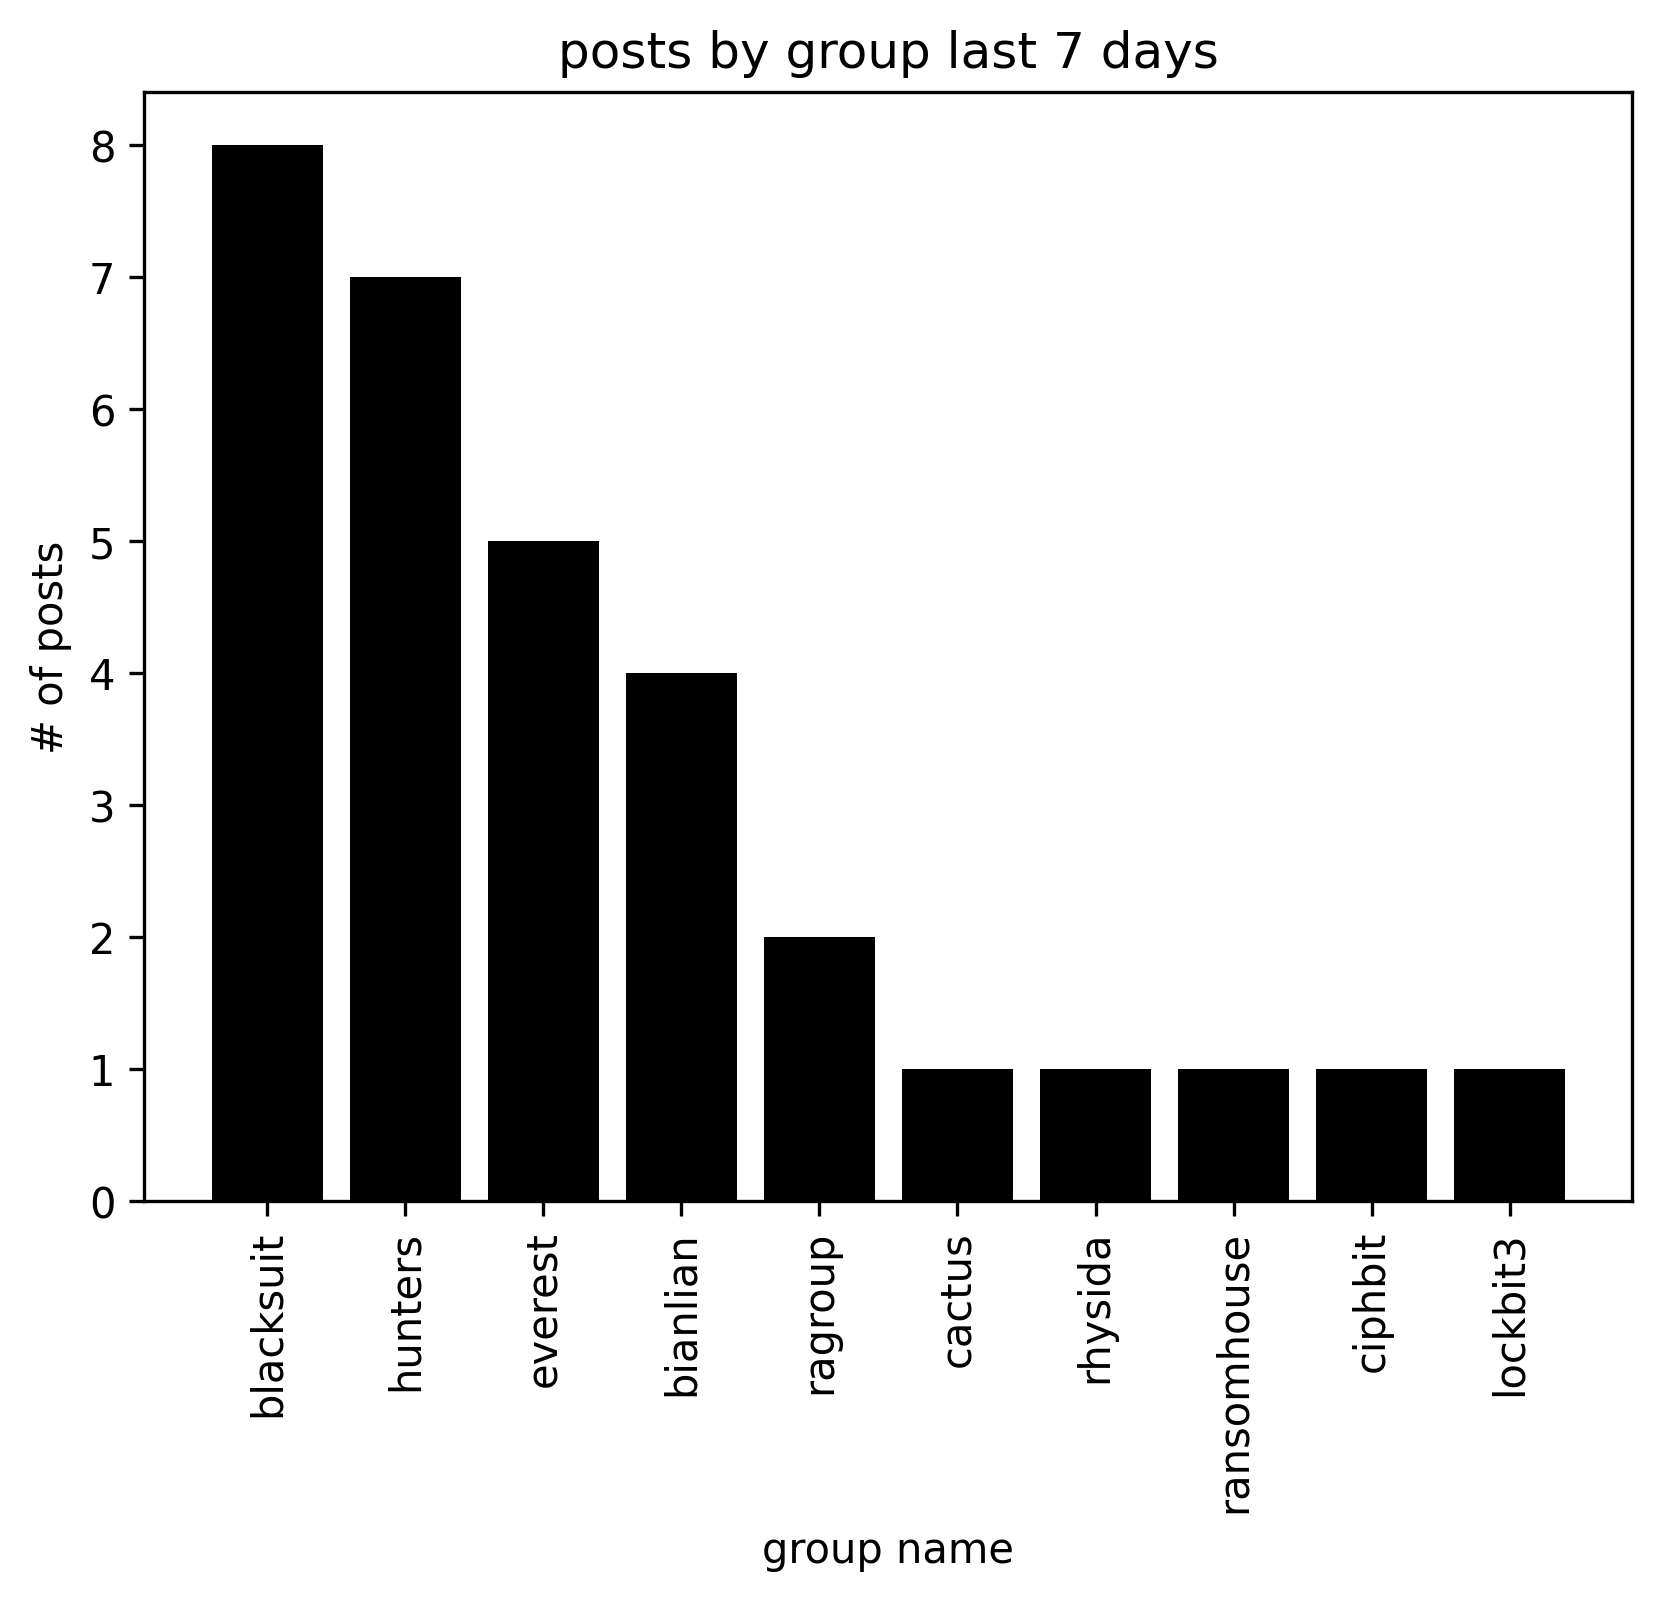 posts by group last 7 days
# of posts
8
7
6
5
4
3
2
1
0
blacksuit
hunters
everest
bianlian
ragroup
cactus
rhysida
ransomhouse
ciphbit
lockbit3
group name